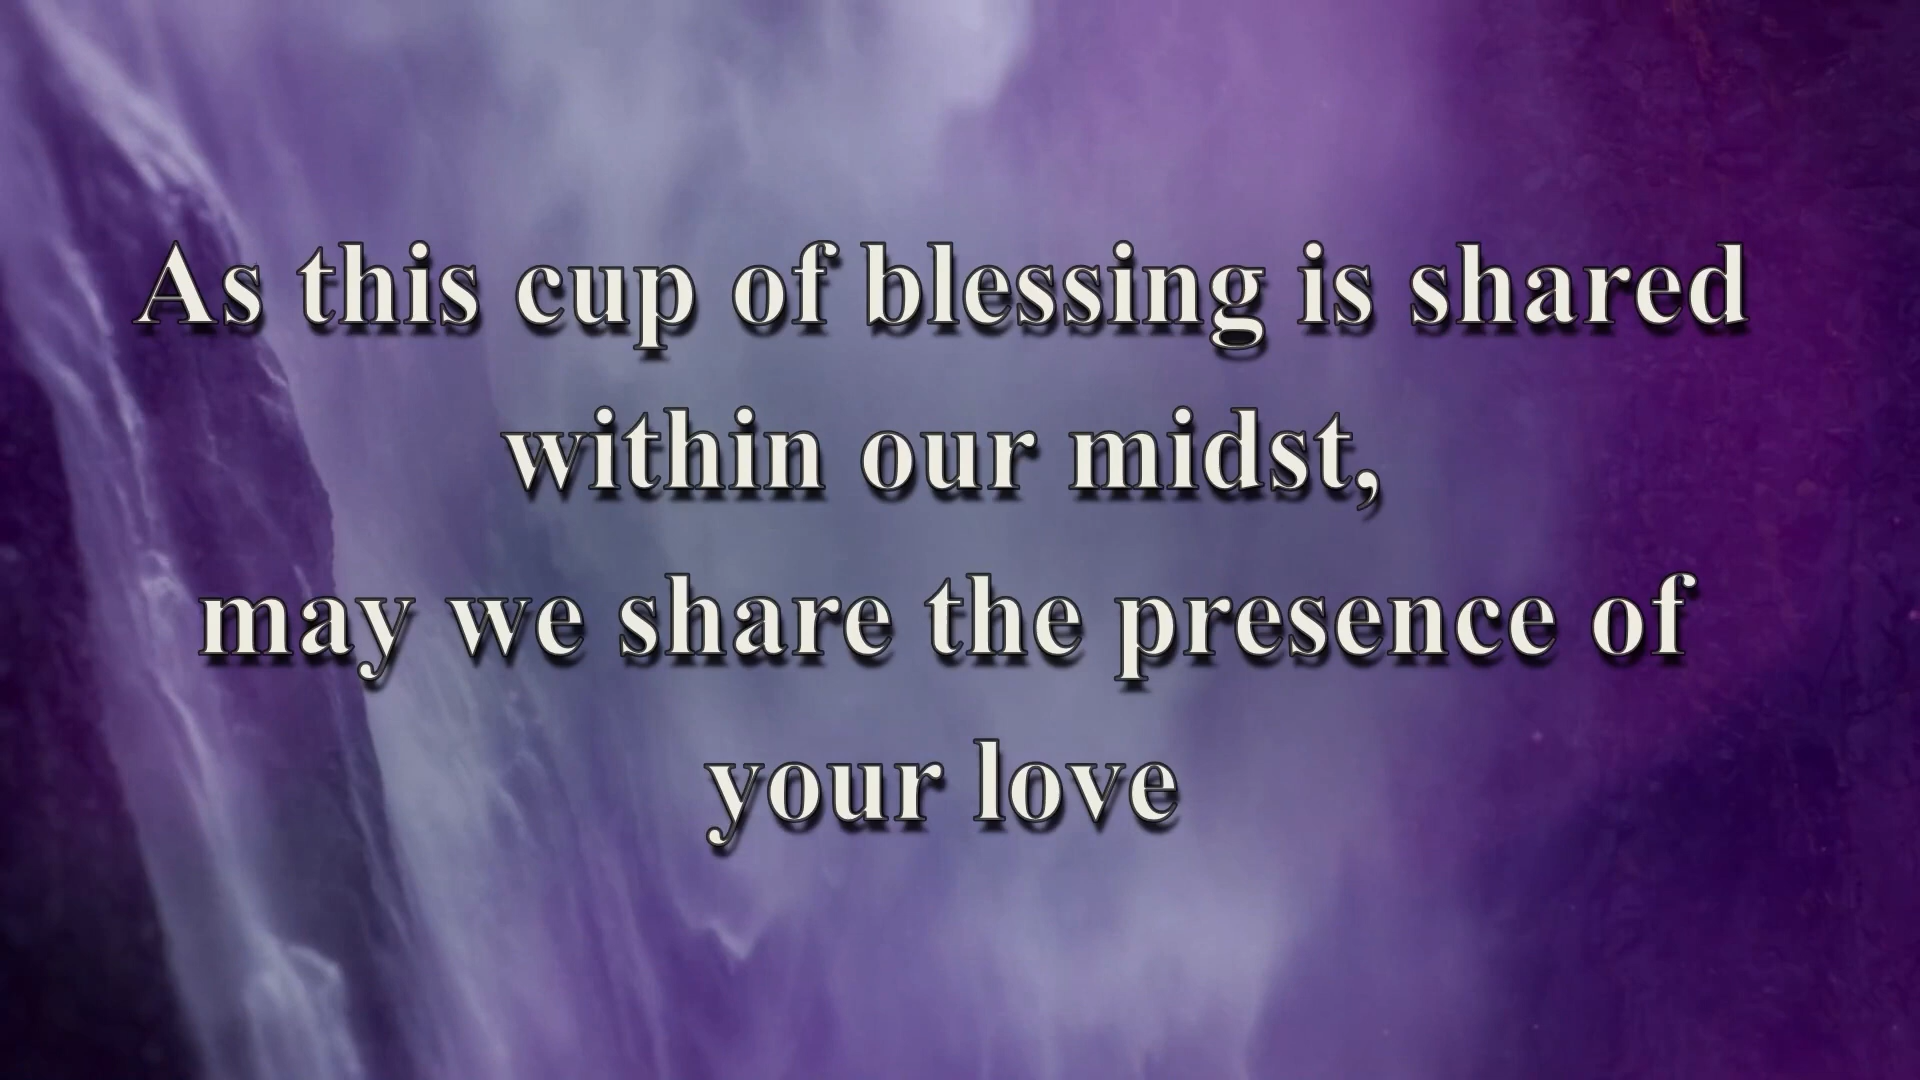 As this cup of blessing is shared
within our midst,
may we share the presence of
your love